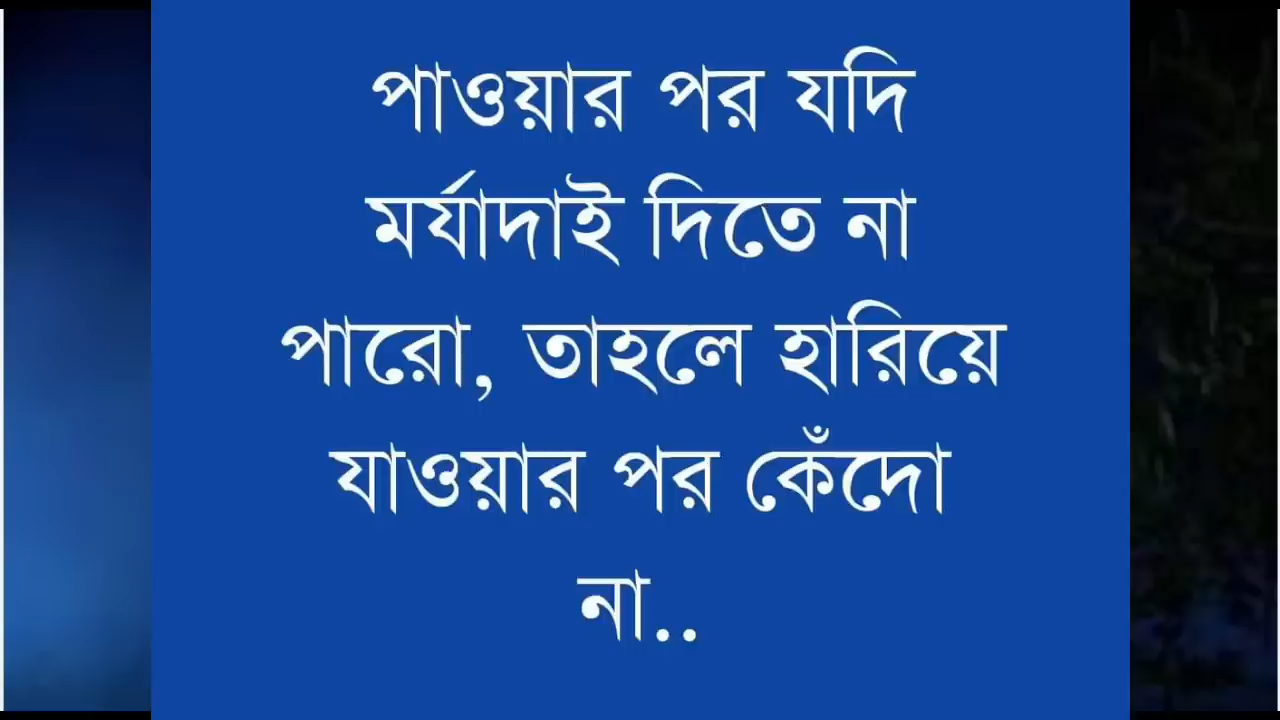 পাওয়ার পর যদি
মর্যাদাই দিতে না
পারো, তাহলে হারিয়ে
যাওয়ার পর কেঁদো
না..